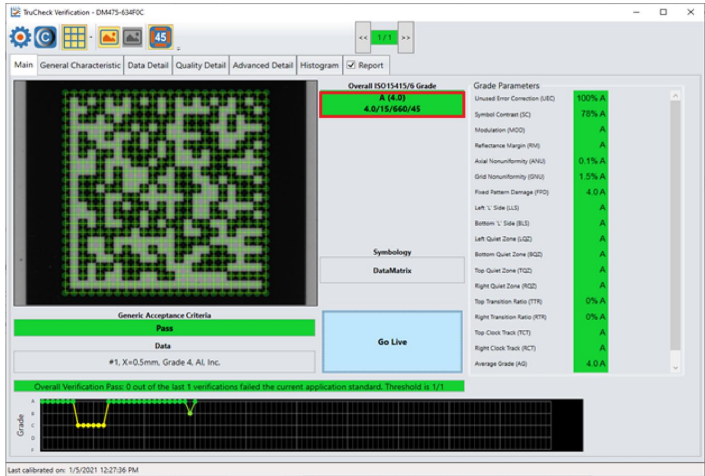 TruCheck Verification - DM475-634F0C
45
<< 1/1 >>
Main General Characteristic Data Detail Quality Detail Advanced Detail Histogram Report
Overall ISO15415/6 Grade
A (4.0)
4.0/15/660/45
Symbology
DataMatrix
Go Live
Grade Parameters
Unused Error Correction (UEC) 100% A
Symbol Contrast (SC) 78% A
Modulation (MOD) A
Reflectance Margin (RM) A
Axial Nonuniformity (ANU) 0.1% A
Grid Nonuniformity (GNU) 1.5% A
Fixed Pattern Damage (FPD) 4.0 A
Left 'L' Side (LLS) A
Bottom 'L' Side (BLS) A
Left Quiet Zone (LQZ) A
Bottom Quiet Zone (BQZ) A
Top Quiet Zone (TQZ) A
Right Quiet Zone (RQZ) A
Top Transition Ratio (TTR) 0% A
Right Transition Ratio (RTR) 0% A
Top Clock Track (TCT) A
Right Clock Track (RCT) A
Average Grade (AG) 4.0 A
Generic Acceptance Criteria
Pass
Data
#1, X=0.5mm, Grade 4, AI, Inc.
Overall Verification Pass: 0 out of the last 1 verifications failed the current application standard. Threshold is 1/1
Grade
A
B
C
D
F
Last calibrated on: 1/5/2021 12:27:36 PM